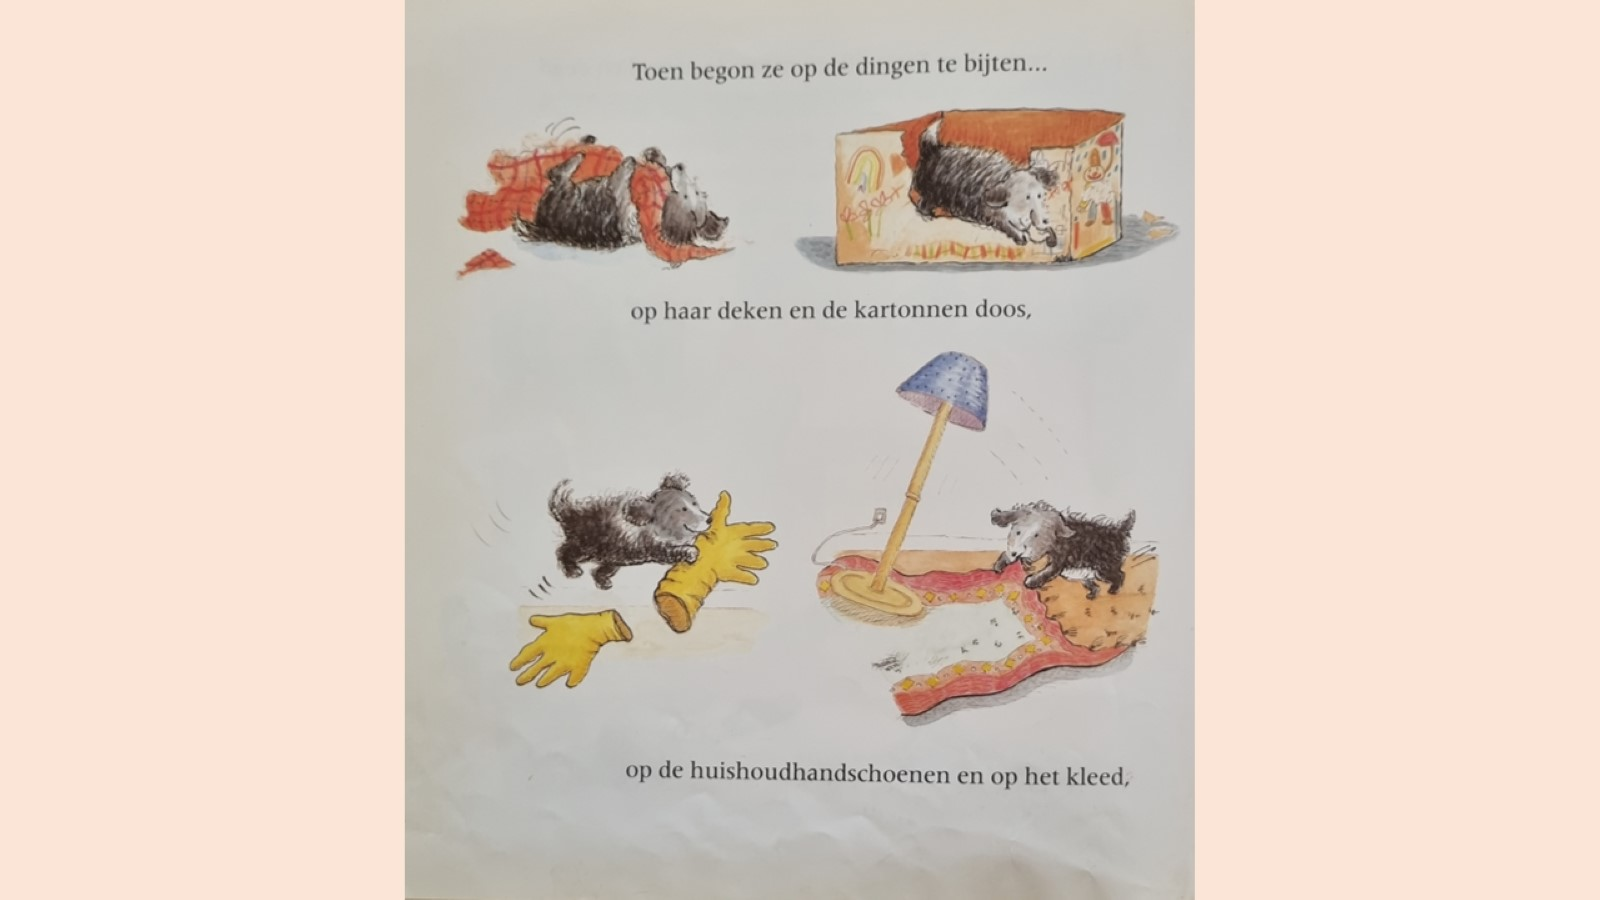 Toen begon ze op de dingen te bijten...
op haar deken en de kartonnen doos,
op de huishoudhandschoenen en op het kleed,